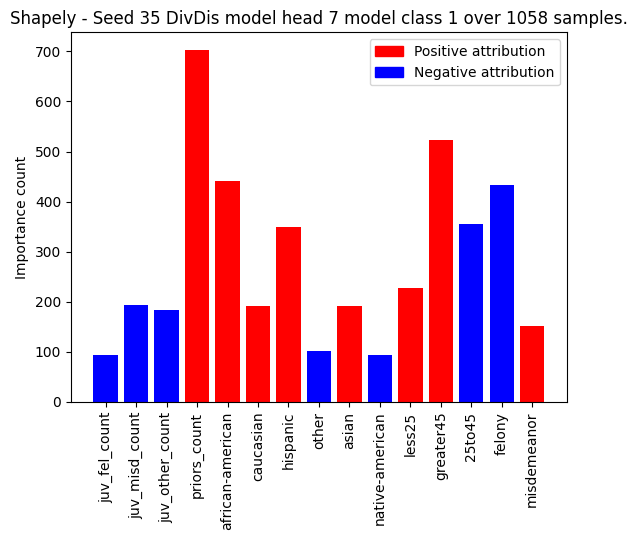 Shapely - Seed 35 DivDis model head 7 model class 1 over 1058 samples.
Positive attribution
Negative attribution
Importance count
700
600
500
400
300
200
100
0
juv_fel_count
juv_misd_count
juv_other_count
priors_count
african-american
caucasian
hispanic
other
asian
native-american
less25
greater45
25to45
felony
misdemeanor